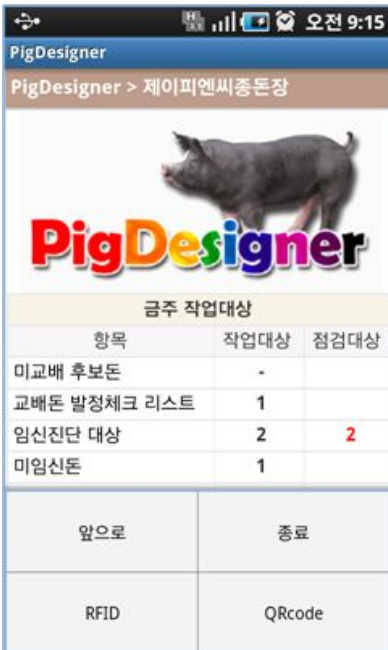 오전 9:15
PigDesigner
PigDesigner > 제이피엔씨종돈장
PigDesigner
금주 작업대상
항목 작업대상 점검대상
미교배 후보돈 -
교배돈 발정체크 리스트 1
임신진단 대상 2 2
미임신돈 1
앞으로 종료
RFID QRcode